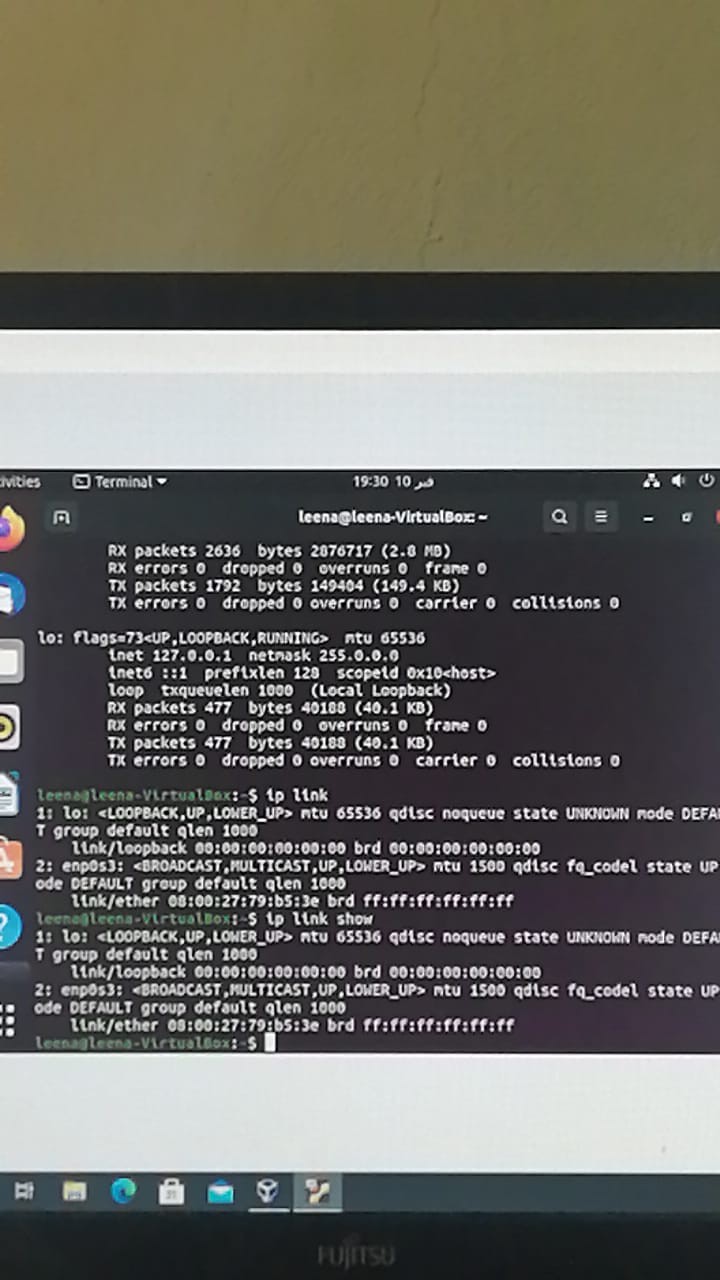 ivities
Terminal
19:30 10 فبر
leena@leena-VirtualBox: ~
RX packets 2636 bytes 2876717 (2.8 MB)
RX errors 0 dropped 0 overruns 0 frame 0
TX packets 1792 bytes 149404 (149.4 KB)
TX errors 0 dropped 0 overruns 0 carrier 0 collisions 0
lo: flags=73<UP,LOOPBACK,RUNNING> mtu 65536
inet 127.0.0.1 netmask 255.0.0.0
inet6 ::1 prefixlen 128 scopeid 0x10<host>
loop txqueuelen 1000 (Local Loopback)
RX packets 477 bytes 40188 (40.1 KB)
RX errors 0 dropped 0 overruns 0 frame 0
TX packets 477 bytes 40188 (40.1 KB)
TX errors 0 dropped 0 overruns 0 carrier 0 collisions 0
leena@leena-VirtualBox:~$ ip link
1: lo: <LOOPBACK,UP,LOWER_UP> mtu 65536 qdisc noqueue state UNKNOWN mode DEFA
T group default qlen 1000
link/loopback 00:00:00:00:00:00 brd 00:00:00:00:00:00
2: enp0s3: <BROADCAST,MULTICAST,UP,LOWER_UP> mtu 1500 qdisc fq_codel state UP
ode DEFAULT group default qlen 1000
link/ether 08:00:27:79:b5:3e brd ff:ff:ff:ff:ff:ff
leena@leena-VirtualBox:~$ ip link show
1: lo: <LOOPBACK,UP,LOWER_UP> mtu 65536 qdisc noqueue state UNKNOWN mode DEFA
T group default qlen 1000
link/loopback 00:00:00:00:00:00 brd 00:00:00:00:00:00
2: enp0s3: <BROADCAST,MULTICAST,UP,LOWER_UP> mtu 1500 qdisc fq_codel state UP
ode DEFAULT group default qlen 1000
link/ether 08:00:27:79:b5:3e brd ff:ff:ff:ff:ff:ff
leena@leena-VirtualBox:~$
FUJITSU